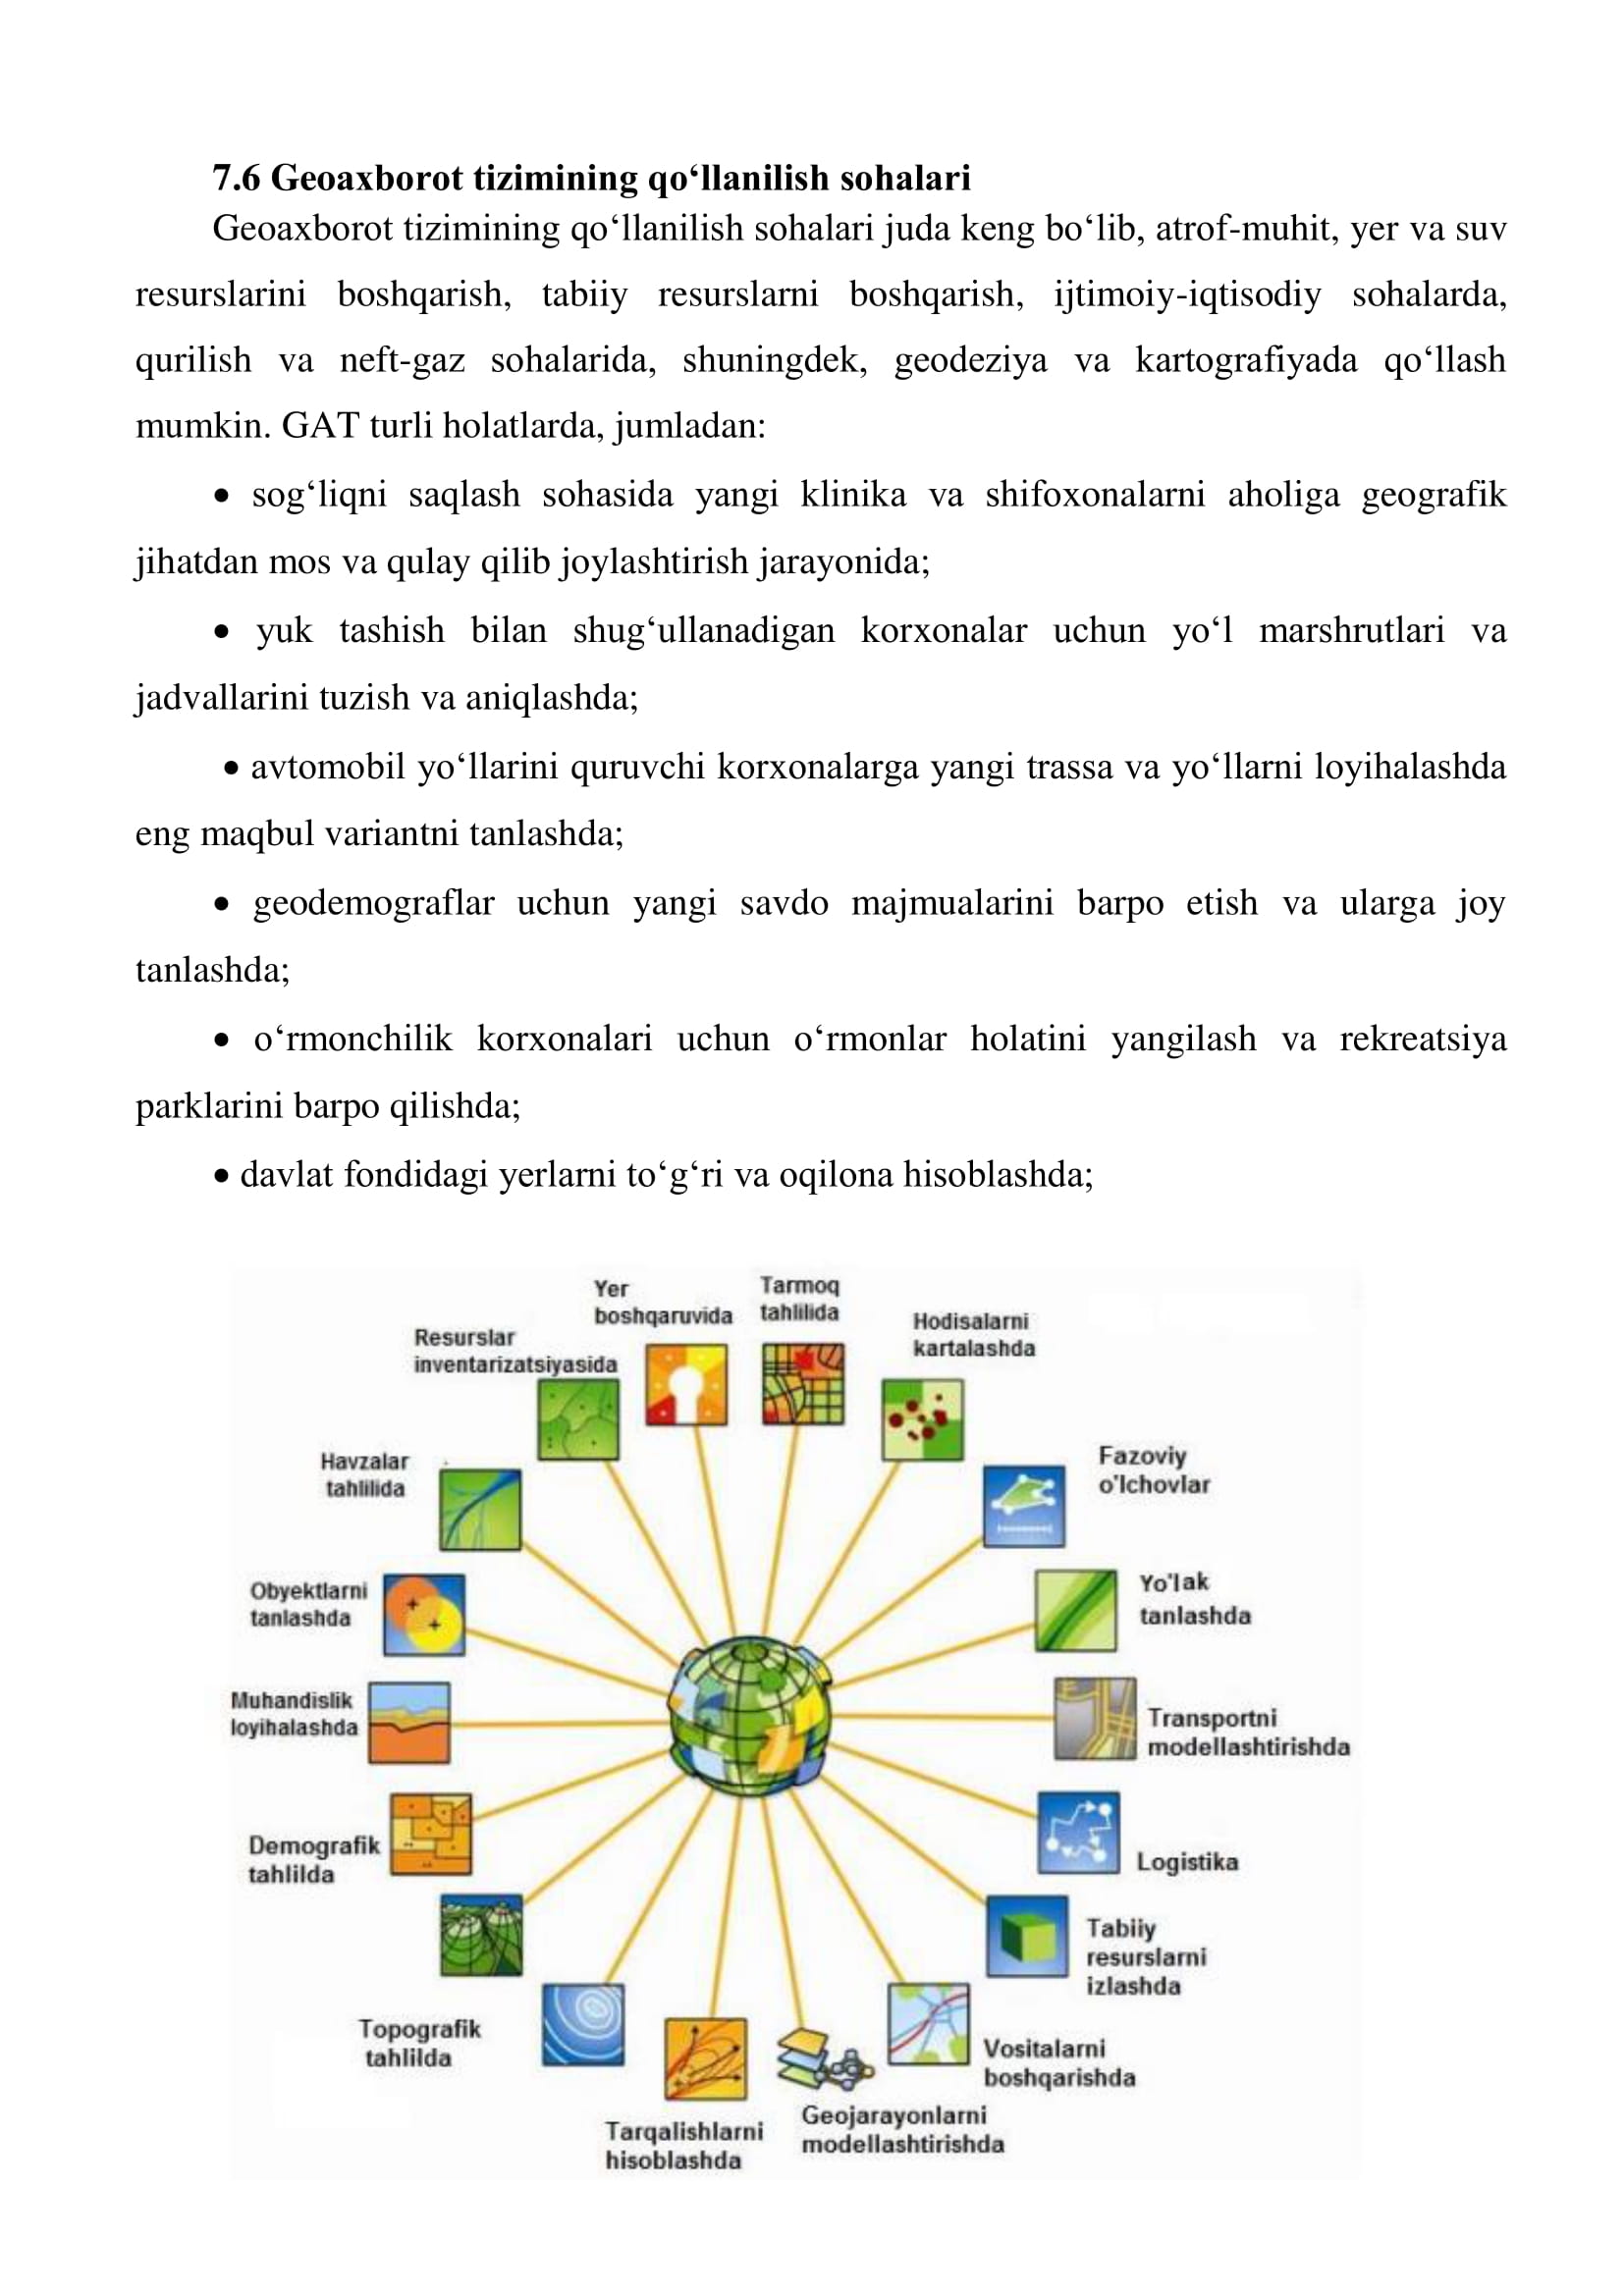 7.6 Geoaxborot tizimining qo‘llanilish sohalari
Geoaxborot tizimining qo‘llanilish sohalari juda keng bo‘lib, atrof-muhit, yer va suv
resurslarini boshqarish, tabiiy resurslarni boshqarish, ijtimoiy-iqtisodiy sohalarda,
qurilish va neft-gaz sohalarida, shuningdek, geodeziya va kartografiyada qo‘llash
mumkin. GAT turli holatlarda, jumladan:
• sog‘liqni saqlash sohasida yangi klinika va shifoxonalarni aholiga geografik
jihatdan mos va qulay qilib joylashtirish jarayonida;
• yuk tashish bilan shug‘ullanadigan korxonalar uchun yo‘l marshrutlari va
jadvallarini tuzish va aniqlashda;
• avtomobil yo‘llarini quruvchi korxonalarga yangi trassa va yo‘llarni loyihalashda
eng maqbul variantni tanlashda;
• geodemograflar uchun yangi savdo majmualarini barpo etish va ularga joy
tanlashda;
• o‘rmonchilik korxonalari uchun o‘rmonlar holatini yangilash va rekreatsiya
parklarini barpo qilishda;
• davlat fondidagi yerlarni to‘g‘ri va oqilona hisoblashda;
Yer
boshqaruvida
Tarmoq
tahlilida
Hodisalarni
kartalashda
Resurslar
inventarizatsiyasida
Havzalar
tahlilida
Fazoviy
o'lchovlar
Obyektlarni
tanlashda
Yo'lak
tanlashda
Muhandislik
loyihalashda
Transportni
modellashtirishda
Demografik
tahlilda
Logistika
Tabiiy
resurslarni
izlashda
Topografik
tahlilda
Vositalarni
boshqarishda
Tarqalishlarni
hisoblashda
Geojarayonlarni
modellashtirishda